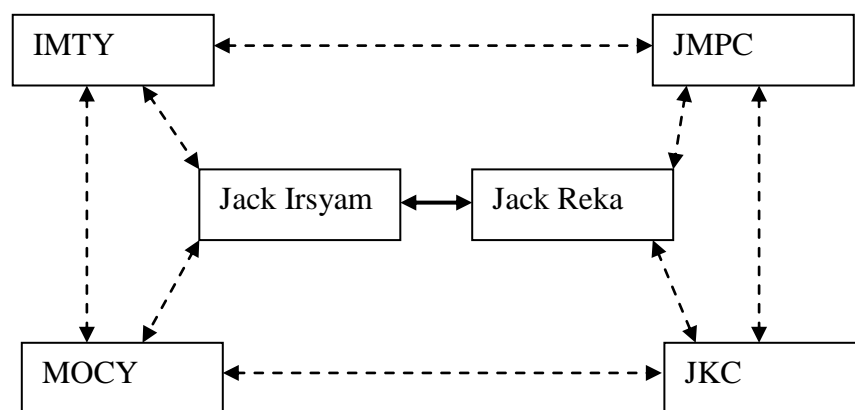 IMTY
JMPC
Jack Irsyam
Jack Reka
MOCY
JKC